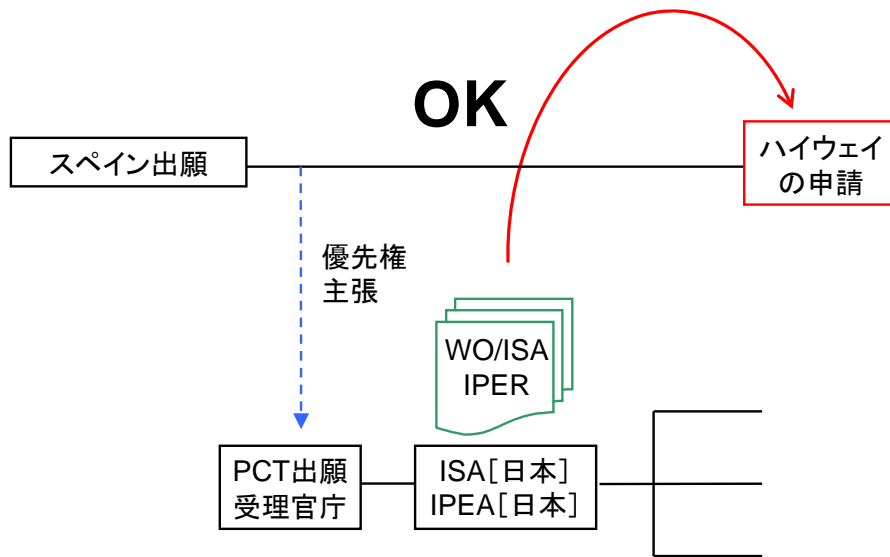 OK
スペイン出願
ハイウェイ
の申請
優先権
主張
WO/ISA
IPER
PCT出願
受理官庁
ISA［日本］
IPEA［日本］